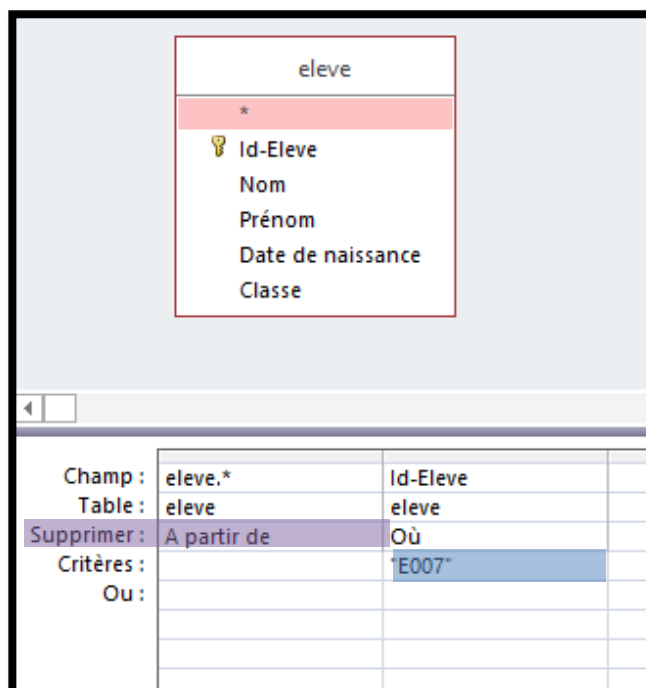 eleve
*
Id-Eleve
Nom
Prénom
Date de naissance
Classe
Champ : eleve.* Id-Eleve
Table : eleve eleve
Supprimer : A partir de Où
Critères : "E007"
Ou :